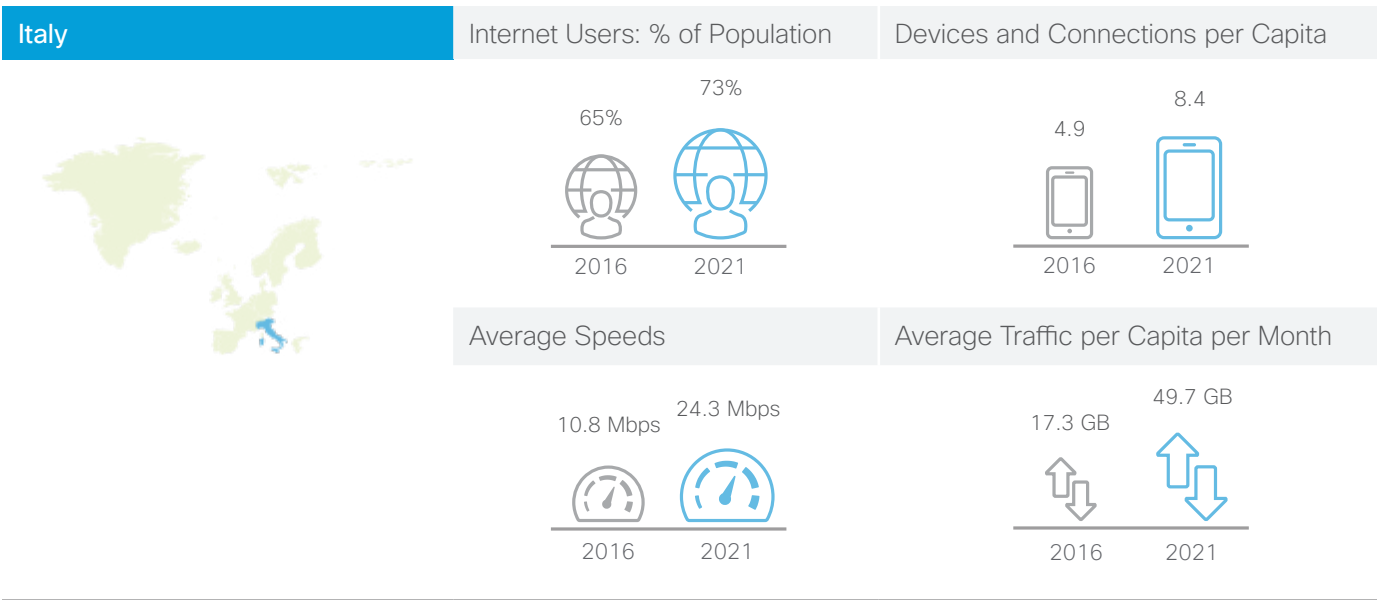 Italy
Internet Users: % of Population
65%
73%
2016
2021
Devices and Connections per Capita
4.9
8.4
2016
2021
Average Speeds
10.8 Mbps
24.3 Mbps
2016
2021
Average Traffic per Capita per Month
17.3 GB
49.7 GB
2016
2021